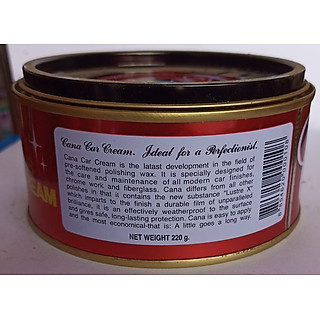 Cana Car Cream. Ideal for a Perfectionist.
Cana Car Cream is the latast development in the field of
pre-softened polishing wax. It is specially designed for
the care and maintenance of all modern car finishes,
chrome work and fiberglass. Cana differs from all other
polishes in that it contains the new substance "Lustre X"
which imparts to the finish a durable film of unparalleled
brilliance, it is an effectively weatherproof to the surface
and gives safe, long-lasting protection. Cana is easy to apply
and the most economical-that is: A little goes a long way.
NET WEIGHT 220 g.
EAM